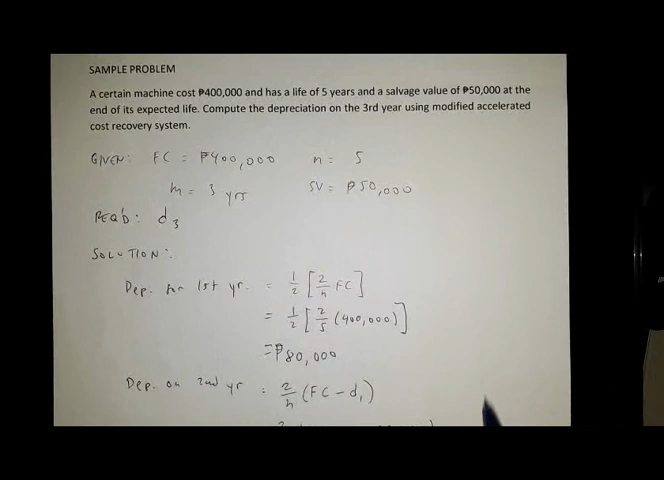 SAMPLE PROBLEM
A certain machine cost ₱400,000 and has a life of 5 years and a salvage value of ₱50,000 at the
end of its expected life. Compute the depreciation on the 3rd year using modified accelerated
cost recovery system.
GIVEN: FC = ₱400,000 n = 5
m = 3 yrs SV = ₱50,000
REQ'D: d₃
SOLUTION:
Dep. for 1st yr. = 1/2 [2/n FC]
= 1/2 [2/5 (400,000)]
= ₱80,000
Dep. on 2nd yr = 2/n (FC - d₁)